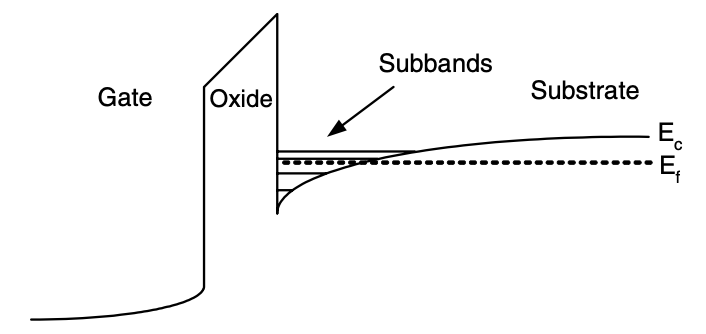 Subbands
Substrate
Gate
Oxide
E_c
E_f